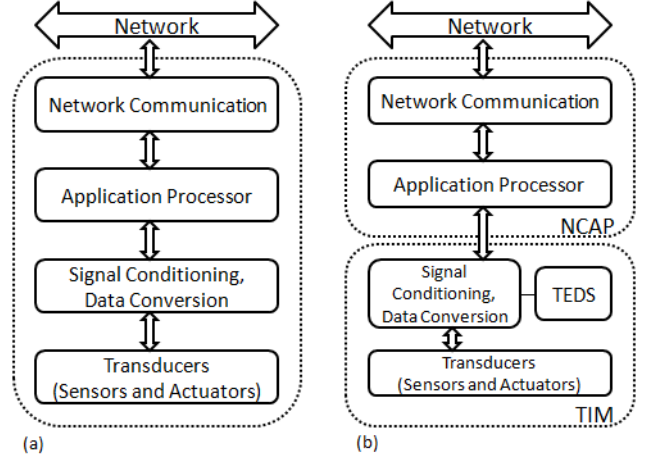 Network
Network Communication
Application Processor
Signal Conditioning,
Data Conversion
Transducers
(Sensors and Actuators)
(a)
Network
Network Communication
Application Processor
NCAP
Signal
Conditioning,
Data Conversion
TEDS
Transducers
(Sensors and Actuators)
TIM
(b)